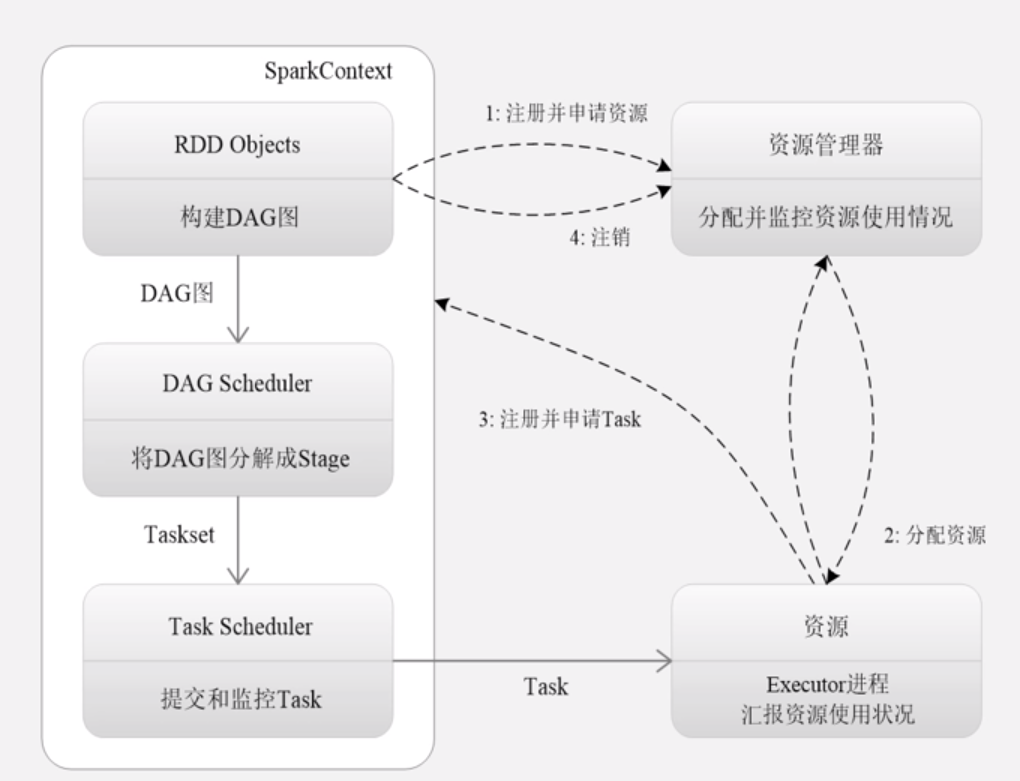 SparkContext
RDD Objects
构建DAG图
DAG图
DAG Scheduler
将DAG图分解成Stage
Taskset
Task Scheduler
提交和监控Task
1: 注册并申请资源
4: 注销
资源管理器
分配并监控资源使用情况
3: 注册并申请Task
2: 分配资源
Task
资源
Executor进程
汇报资源使用状况